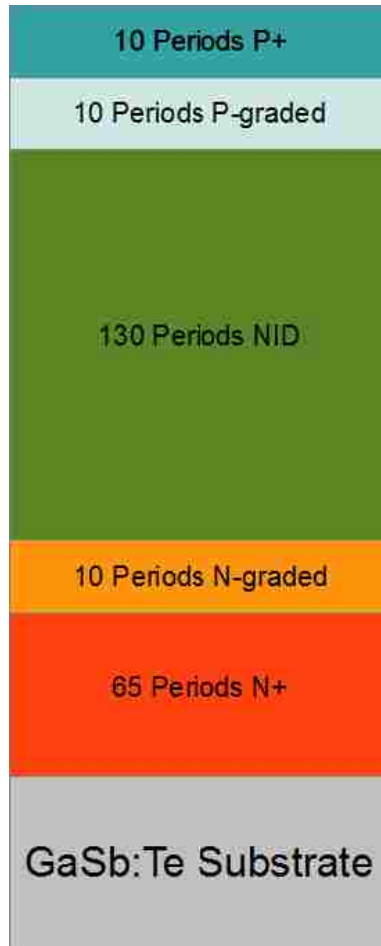 10 Periods P+
10 Periods P-graded
130 Periods NID
10 Periods N-graded
65 Periods N+
GaSb:Te Substrate